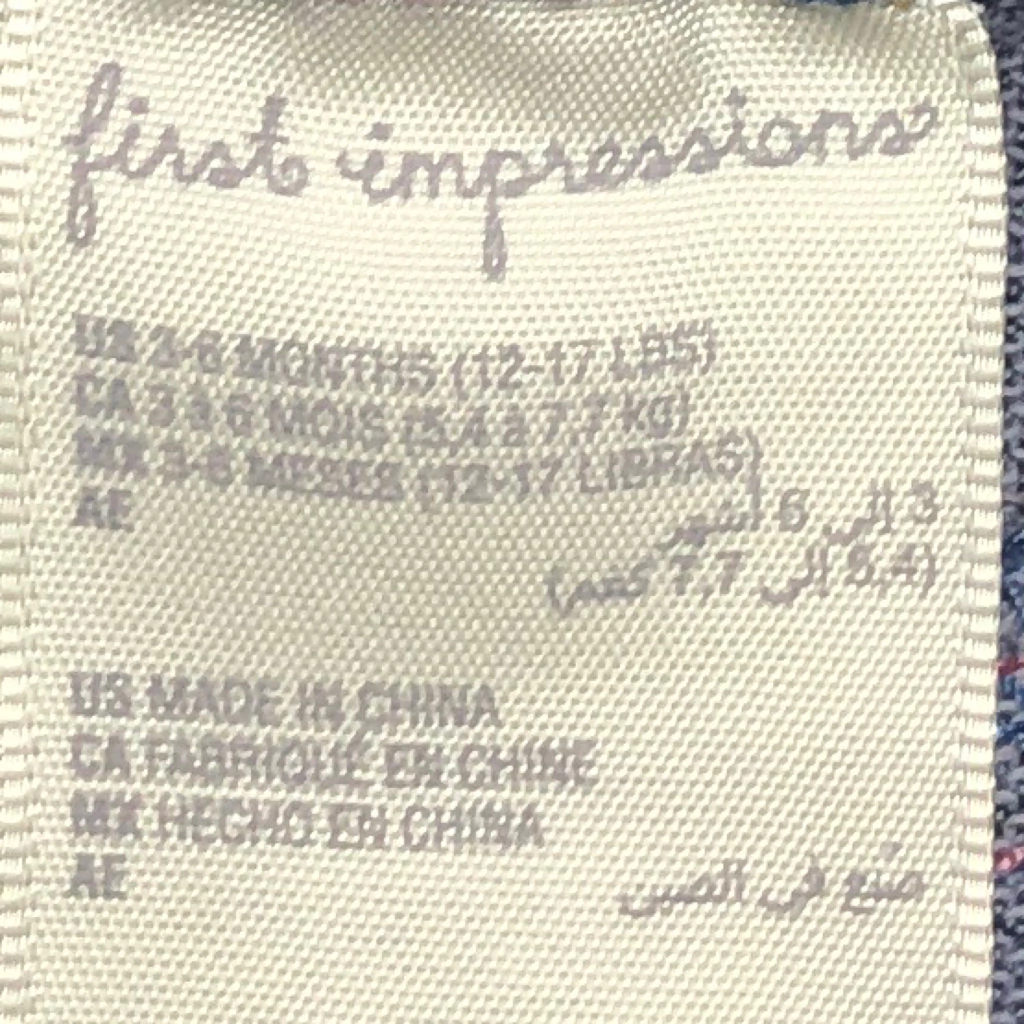 first impressions
US 3-6 MONTHS (12-17 LBS)
CA 3 à 6 MOIS (5,4 à 7,7 KG)
MX 3-6 MESES (12-17 LIBRAS)
AE
3 إلى 6 أشهر
(5.4 إلى 7.7 كغم)
US MADE IN CHINA
CA FABRIQUÉ EN CHINE
MX HECHO EN CHINA
AE
صنع في الصين